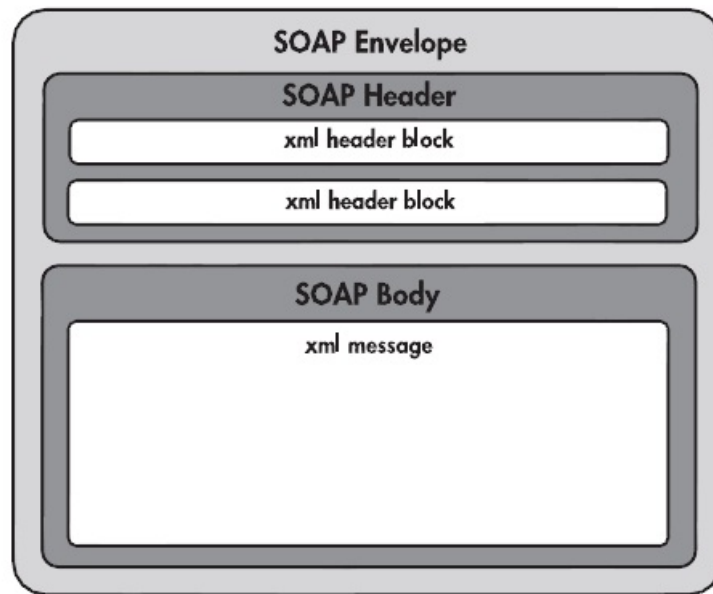 SOAP Envelope
SOAP Header
xml header block
xml header block
SOAP Body
xml message